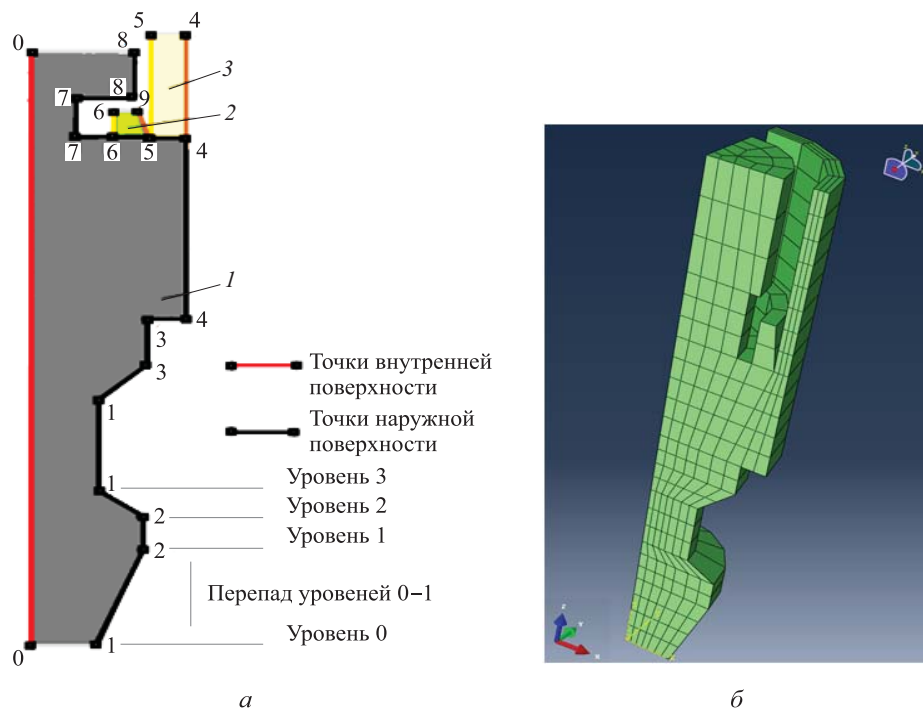 5 4
0 8
3
8
7 6 9 2
7 6 5 4
1
4
3
3
Точки внутренней
поверхности
1
Точки наружной
поверхности
Уровень 3
1
Уровень 2
2
Уровень 1
2
Перепад уровеней 0–1
Уровень 0
1
0
а
б